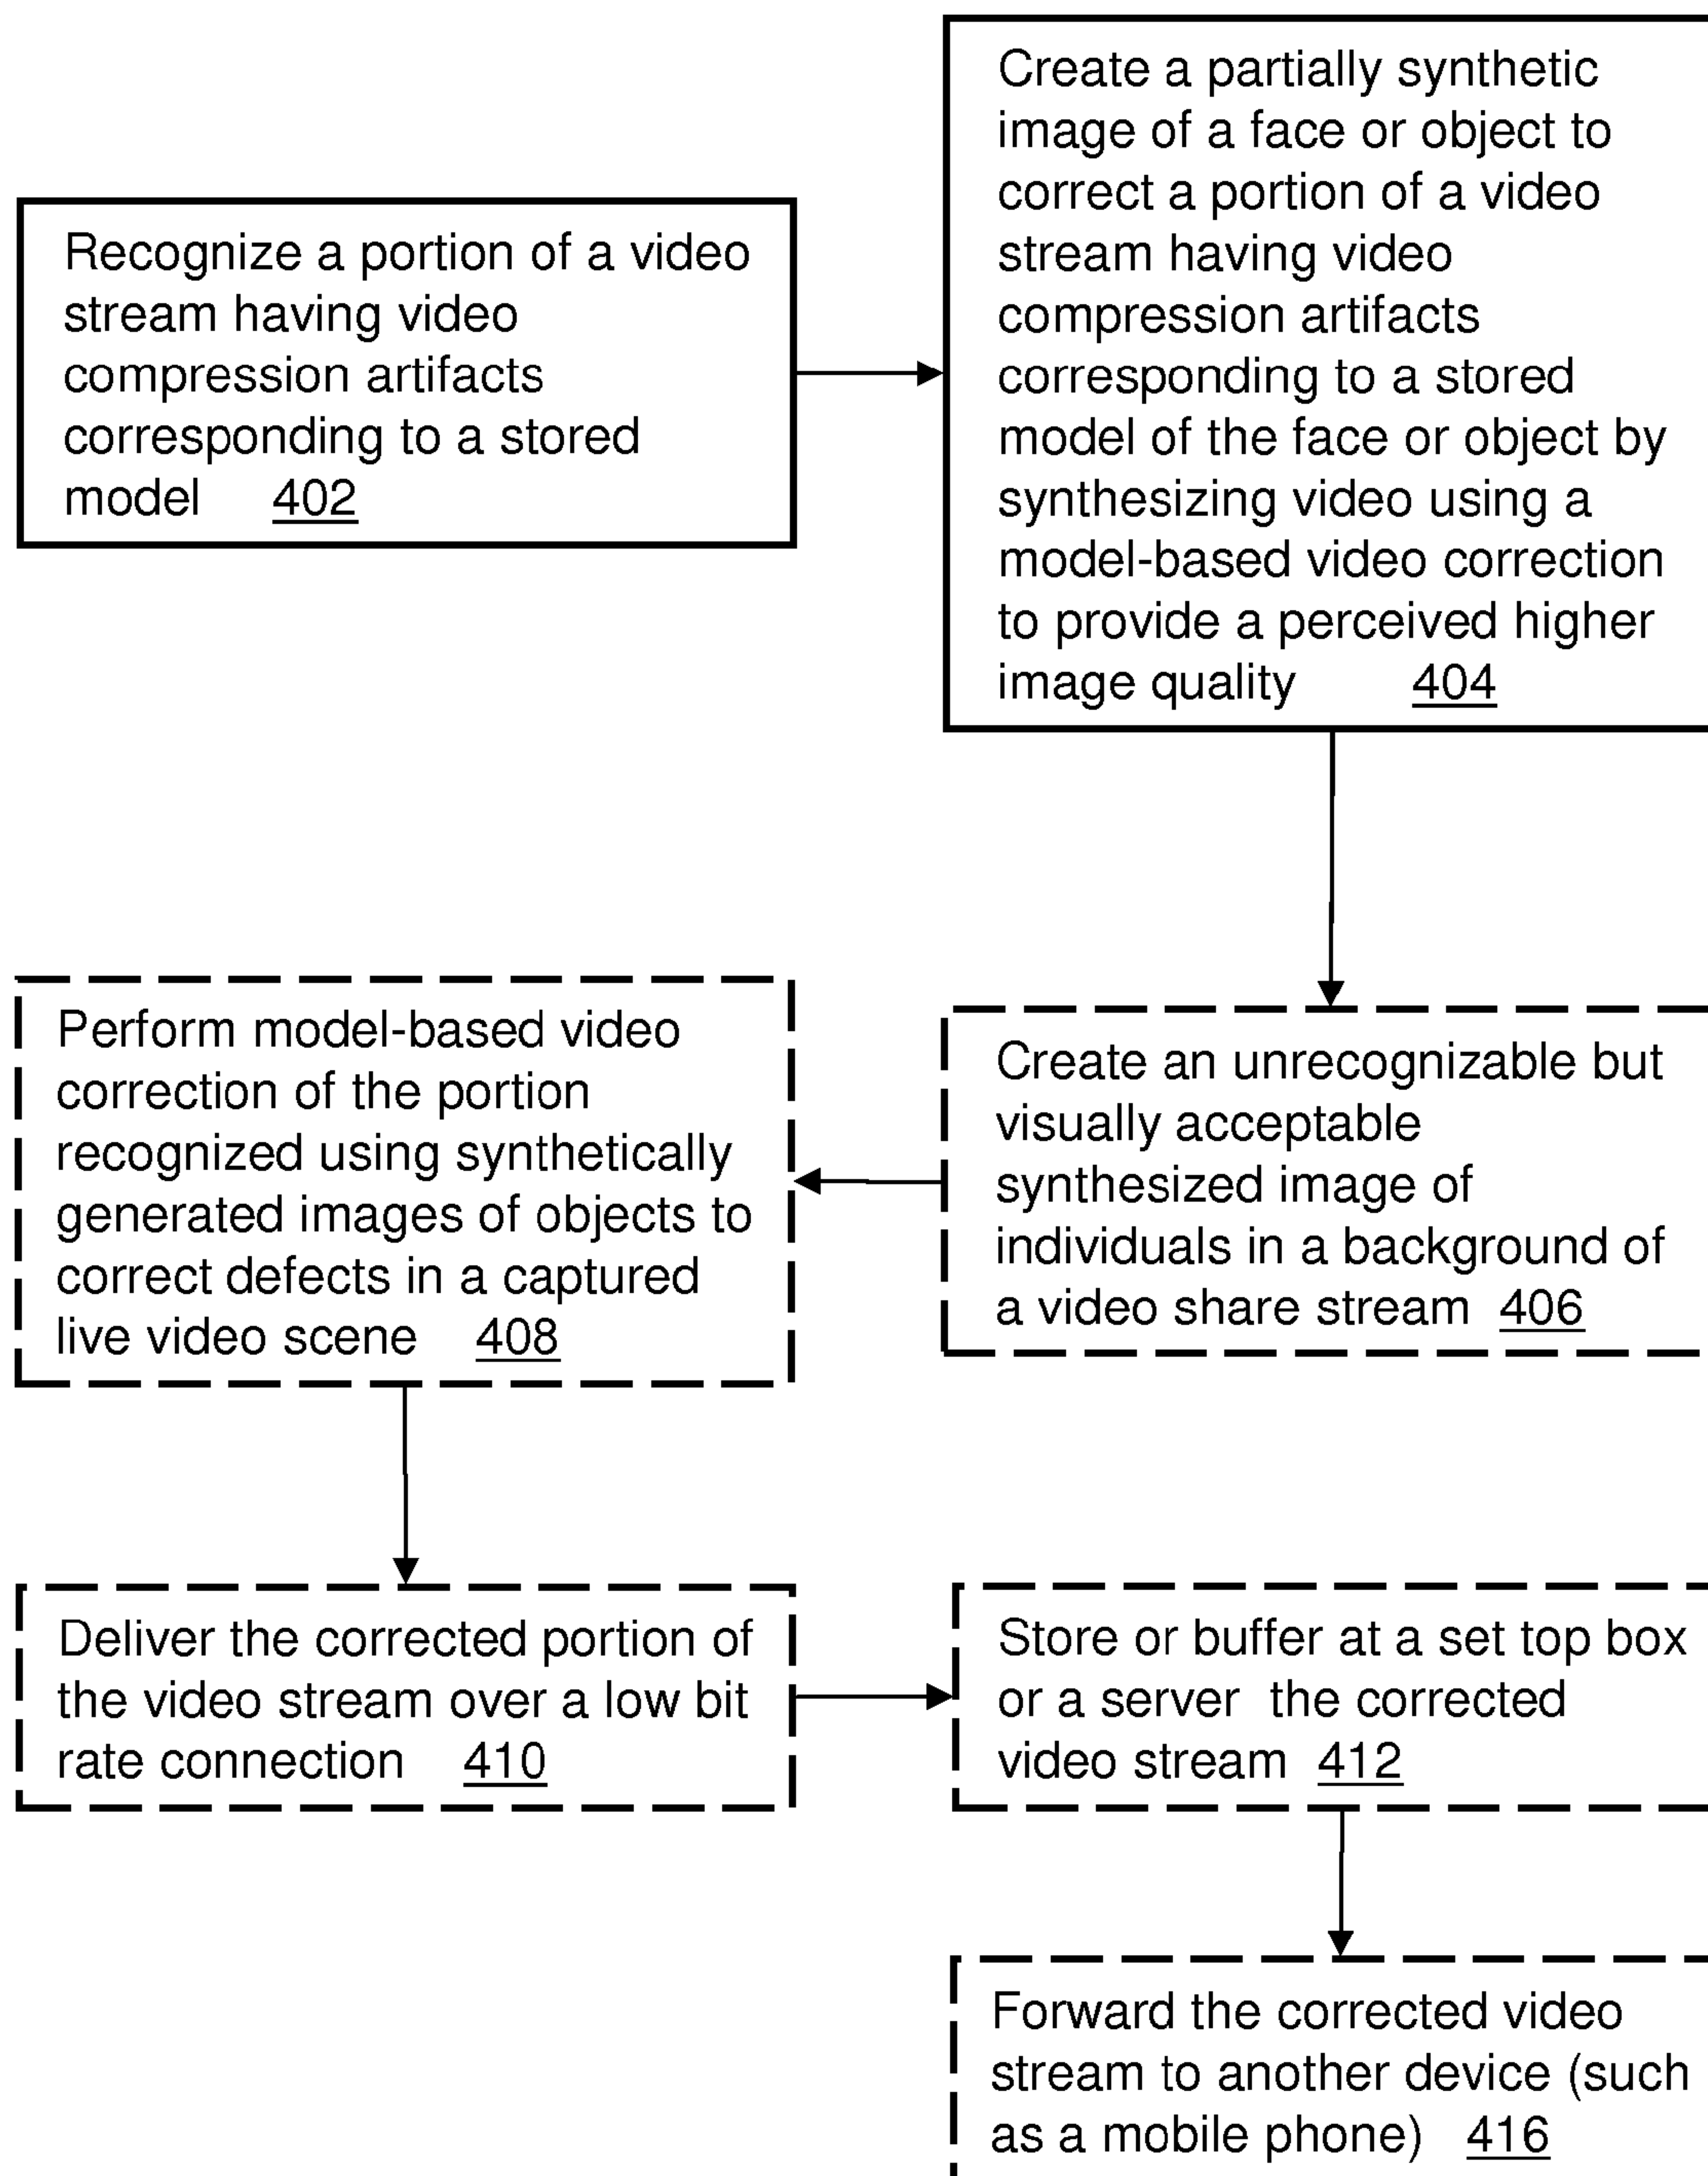 Recognize a portion of a video
stream having video
compression artifacts
corresponding to a stored
model 402
Create a partially synthetic
image of a face or object to
correct a portion of a video
stream having video
compression artifacts
corresponding to a stored
model of the face or object by
synthesizing video using a
model-based video correction
to provide a perceived higher
image quality 404
Create an unrecognizable but
visually acceptable
synthesized image of
individuals in a background of
a video share stream 406
Perform model-based video
correction of the portion
recognized using synthetically
generated images of objects to
correct defects in a captured
live video scene 408
Deliver the corrected portion of
the video stream over a low bit
rate connection 410
Store or buffer at a set top box
or a server the corrected
video stream 412
Forward the corrected video
stream to another device (such
as a mobile phone) 416